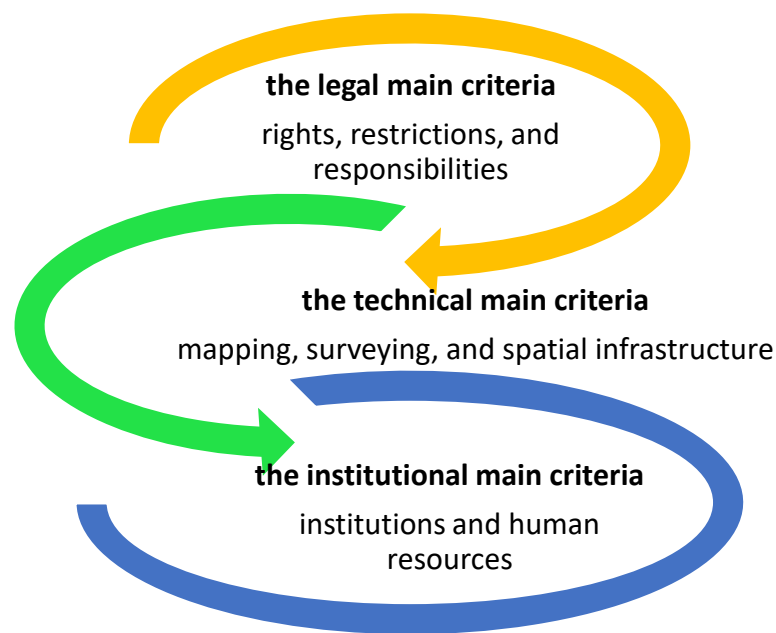 the legal main criteria
rights, restrictions, and
responsibilities
the technical main criteria
mapping, surveying, and spatial infrastructure
the institutional main criteria
institutions and human
resources